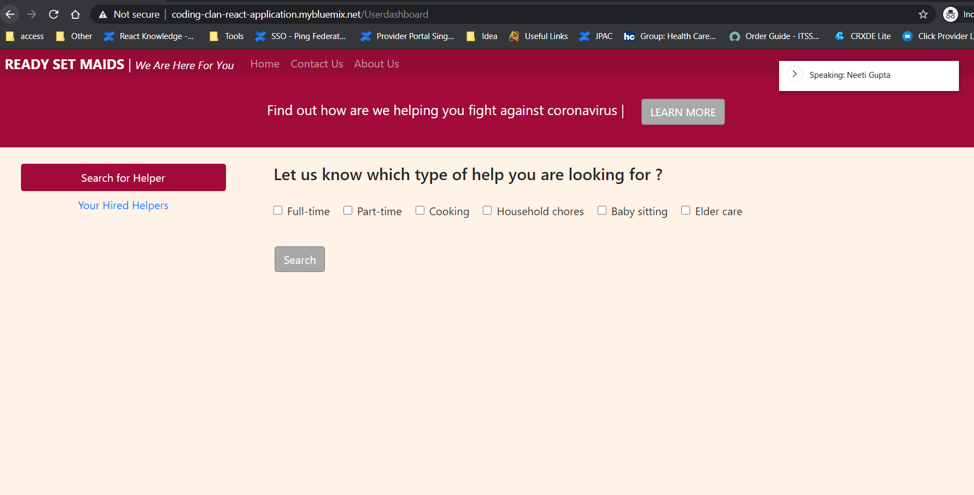 Not secure | coding-clan-react-application.mybluemix.net/Userdashboard
access Other React Knowledge -... Tools SSO - Ping Federat... Provider Portal Sing... Idea Useful Links JPAC hc Group: Health Care... Order Guide - ITSS... CRXDE Lite Click Provider L
READY SET MAIDS | We Are Here For You Home Contact Us About Us
Speaking: Neeti Gupta
Find out how are we helping you fight against coronavirus | LEARN MORE
Search for Helper
Your Hired Helpers
Let us know which type of help you are looking for ?
Full-time Part-time Cooking Household chores Baby sitting Elder care
Search